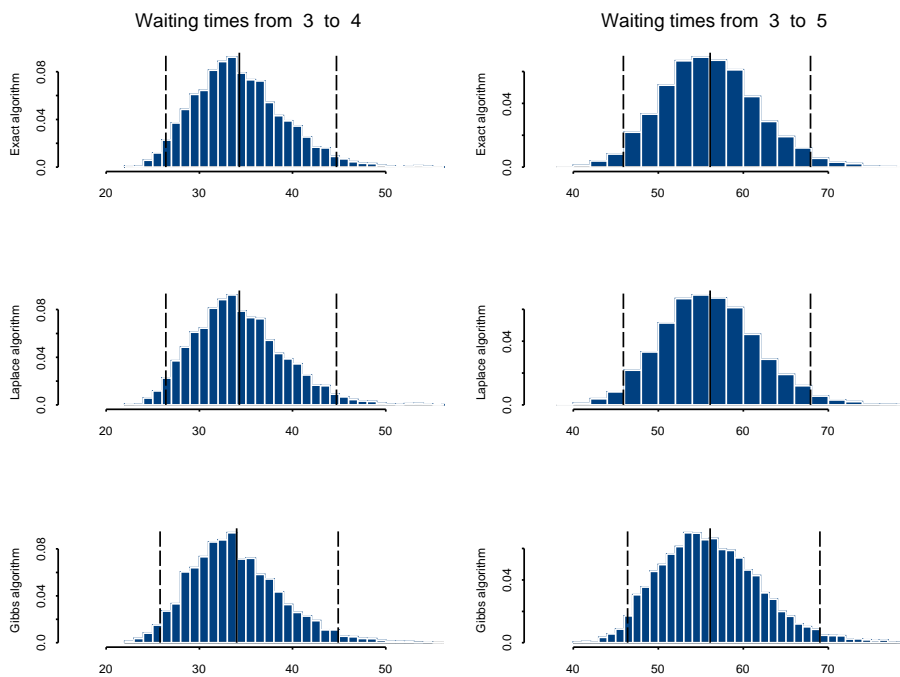 Waiting times from 3 to 4
Exact algorithm
0.0 0.04 0.08
20 30 40 50
Waiting times from 3 to 5
Exact algorithm
0.0 0.04
40 50 60 70
Laplace algorithm
0.0 0.04 0.08
20 30 40 50
Laplace algorithm
0.0 0.04
40 50 60 70
Gibbs algorithm
0.0 0.04 0.08
20 30 40 50
Gibbs algorithm
0.0 0.04
40 50 60 70